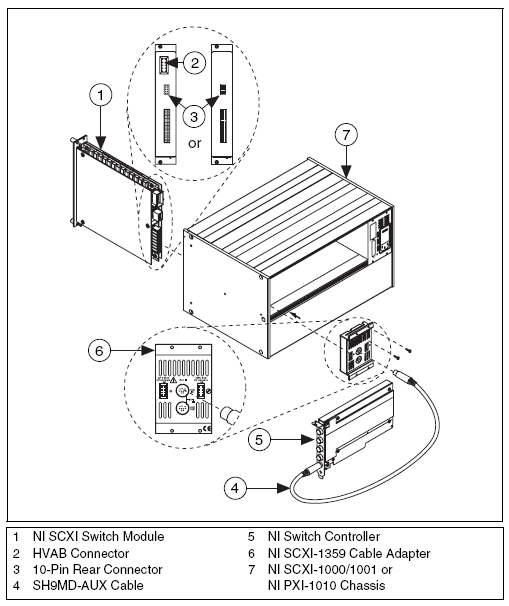 1
2
3
or
7
6
5
4
1 NI SCXI Switch Module
2 HVAB Connector
3 10-Pin Rear Connector
4 SH9MD-AUX Cable
5 NI Switch Controller
6 NI SCXI-1359 Cable Adapter
7 NI SCXI-1000/1001 or
NI PXI-1010 Chassis